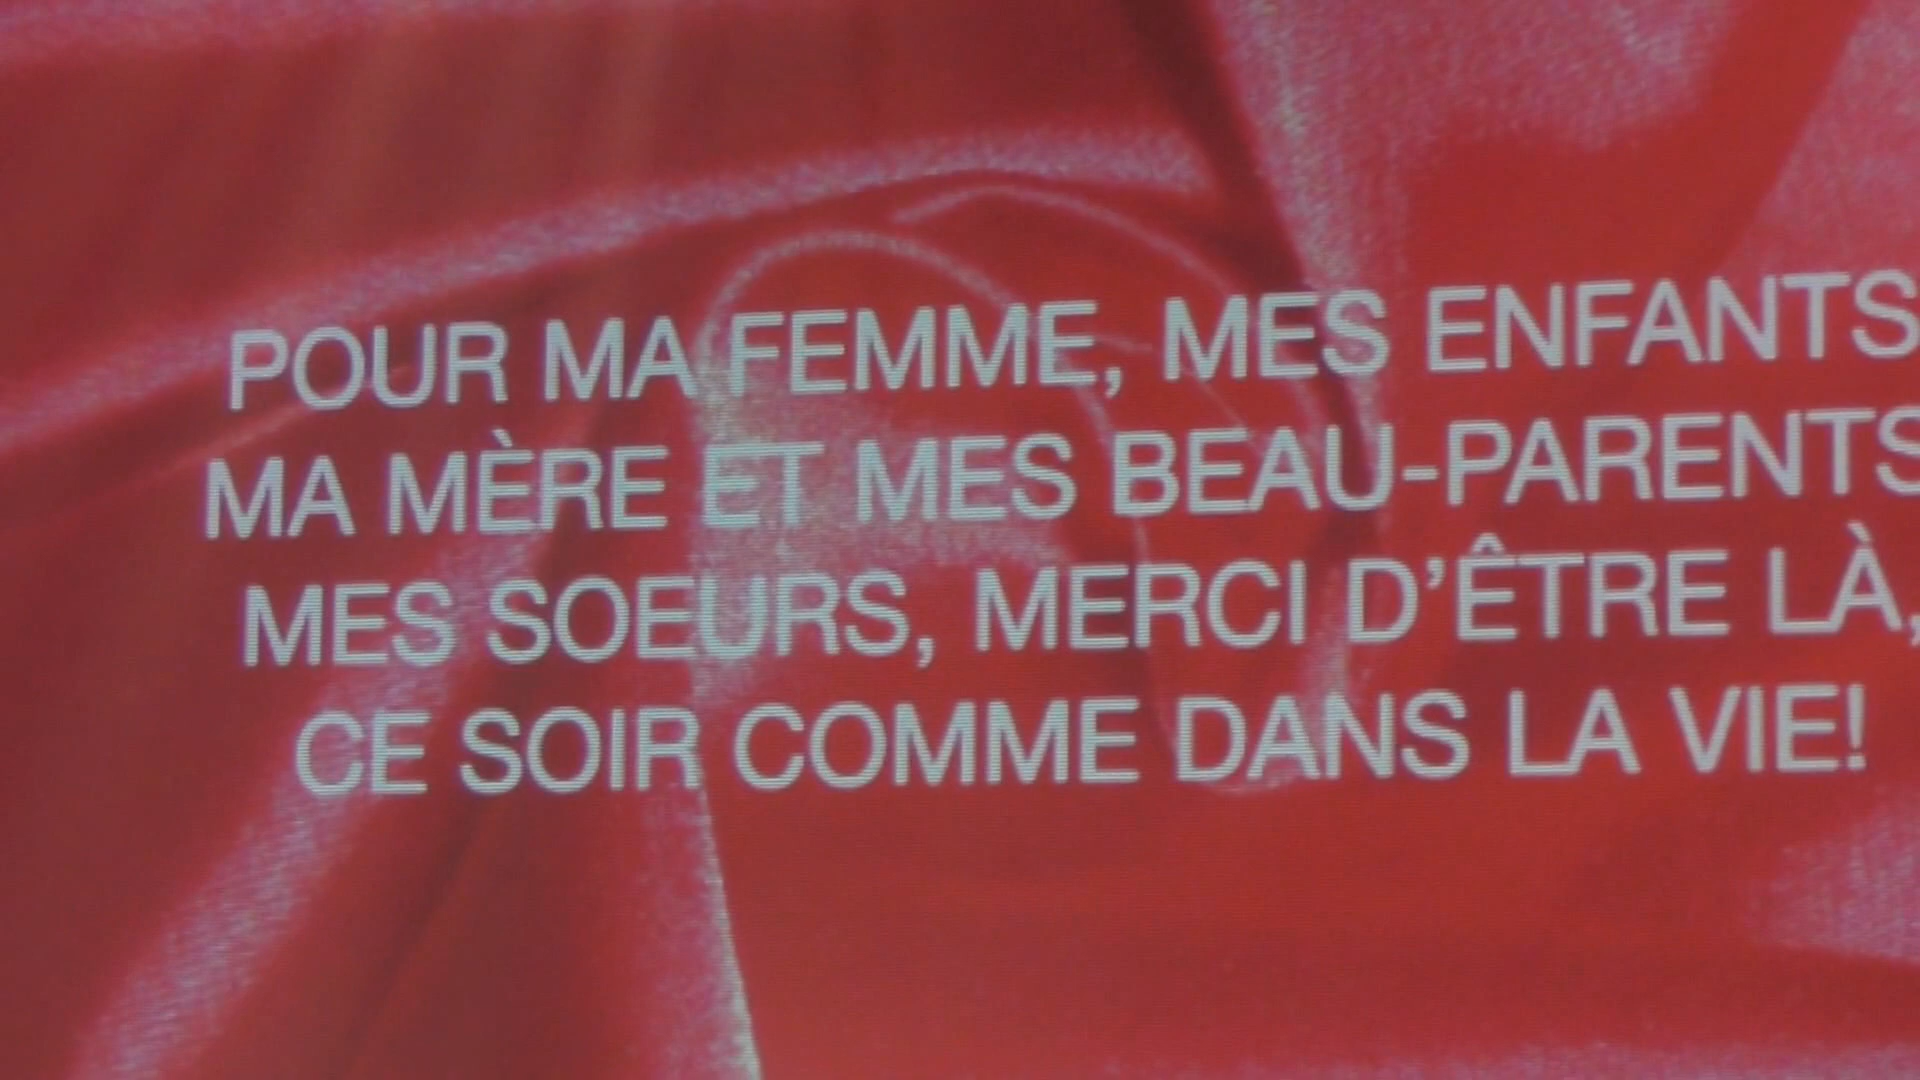 POUR MA FEMME, MES ENFANTS
MA MÈRE ET MES BEAU-PARENTS
MES SOEURS, MERCI D'ÊTRE LÀ,
CE SOIR COMME DANS LA VIE!